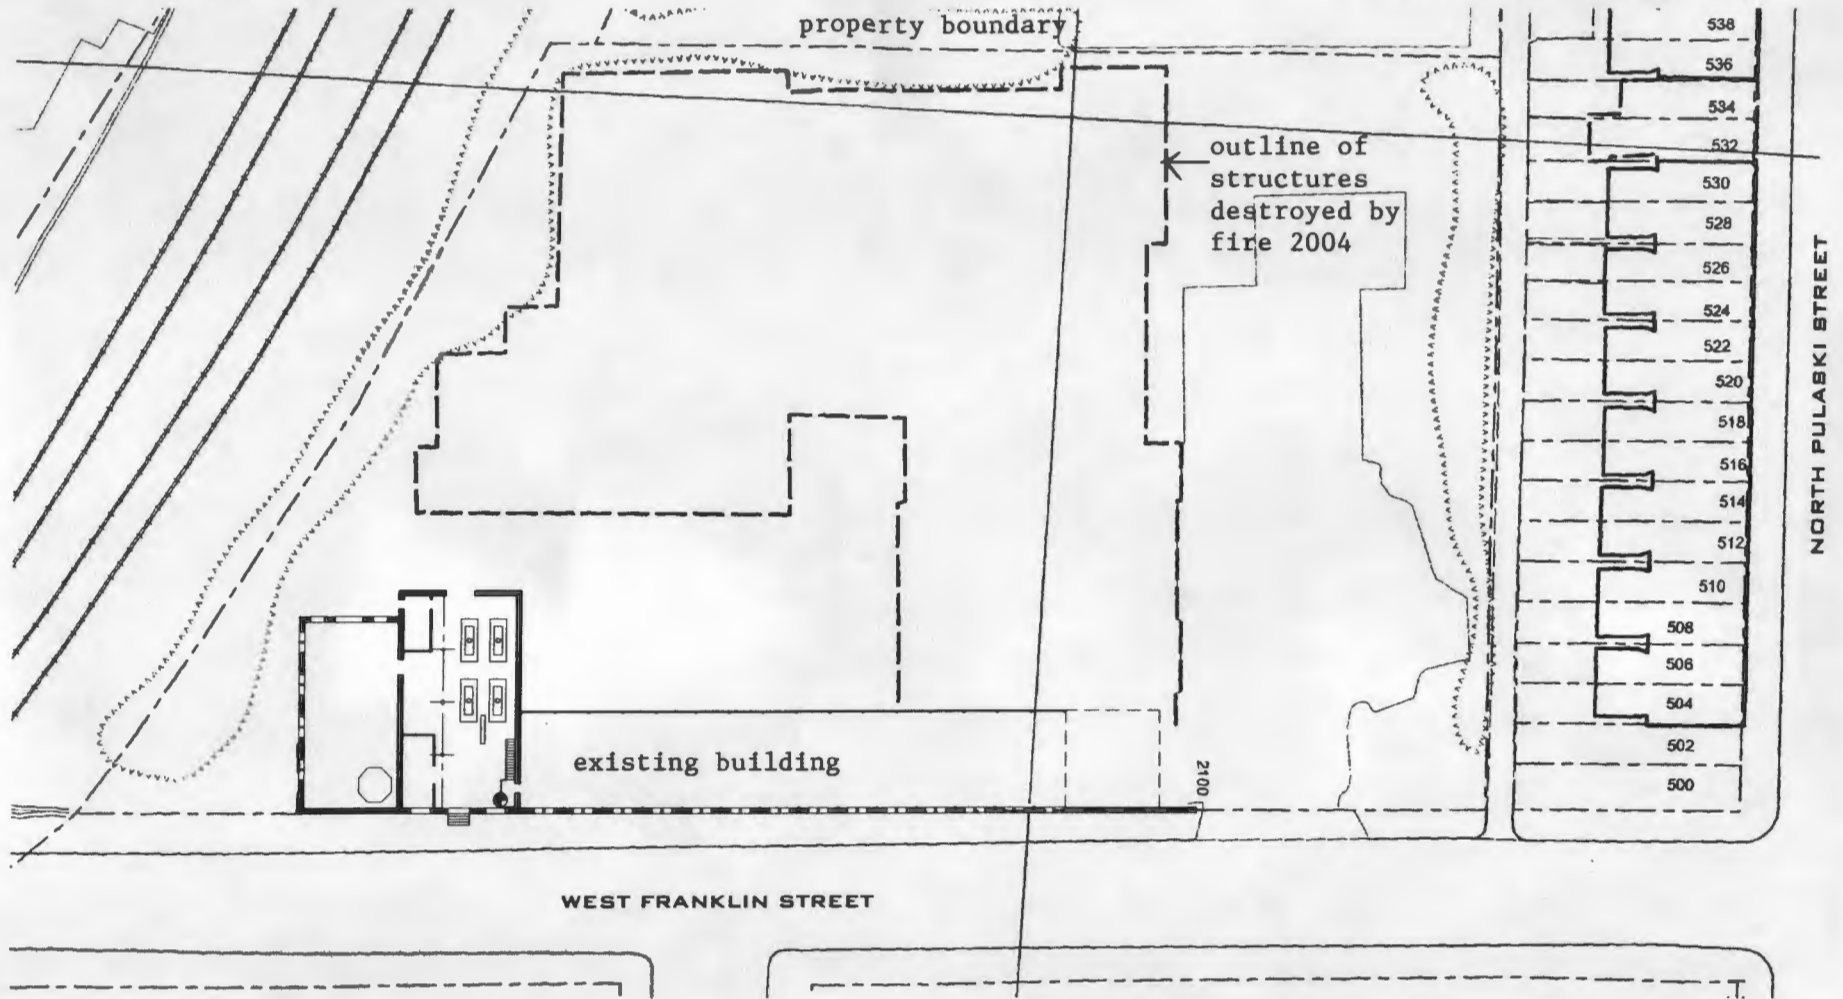 property boundary
outline of
structures
destroyed by
fire 2004
existing building
2100
WEST FRANKLIN STREET
NORTH PULASKI STREET
538
536
534
532
530
528
526
524
522
520
518
516
514
512
510
508
506
504
502
500